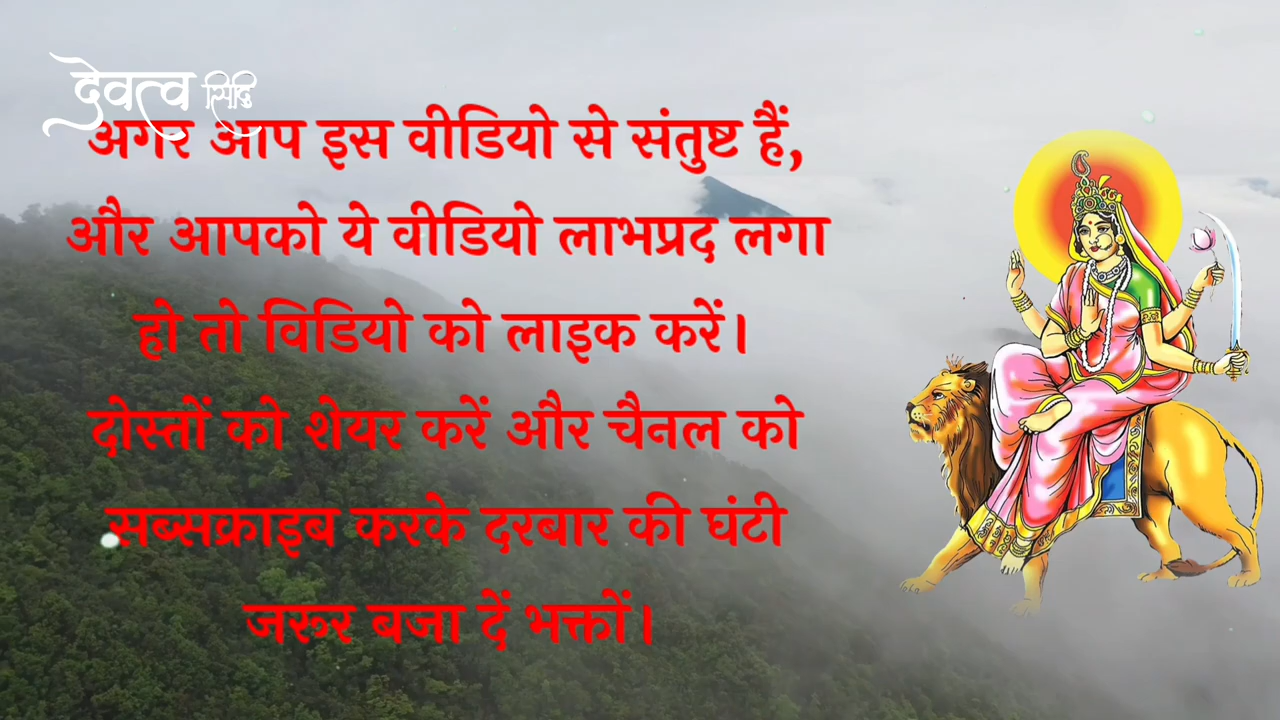 देवत्व सिद्धि
अगर आप इस वीडियो से संतुष्ट हैं,
और आपको ये वीडियो लाभप्रद लगा
हो तो विडियो को लाइक करें।
दोस्तों को शेयर करें और चैनल को
सब्सक्राइब करके दरबार की घंटी
जरूर बजा दें भक्तों।